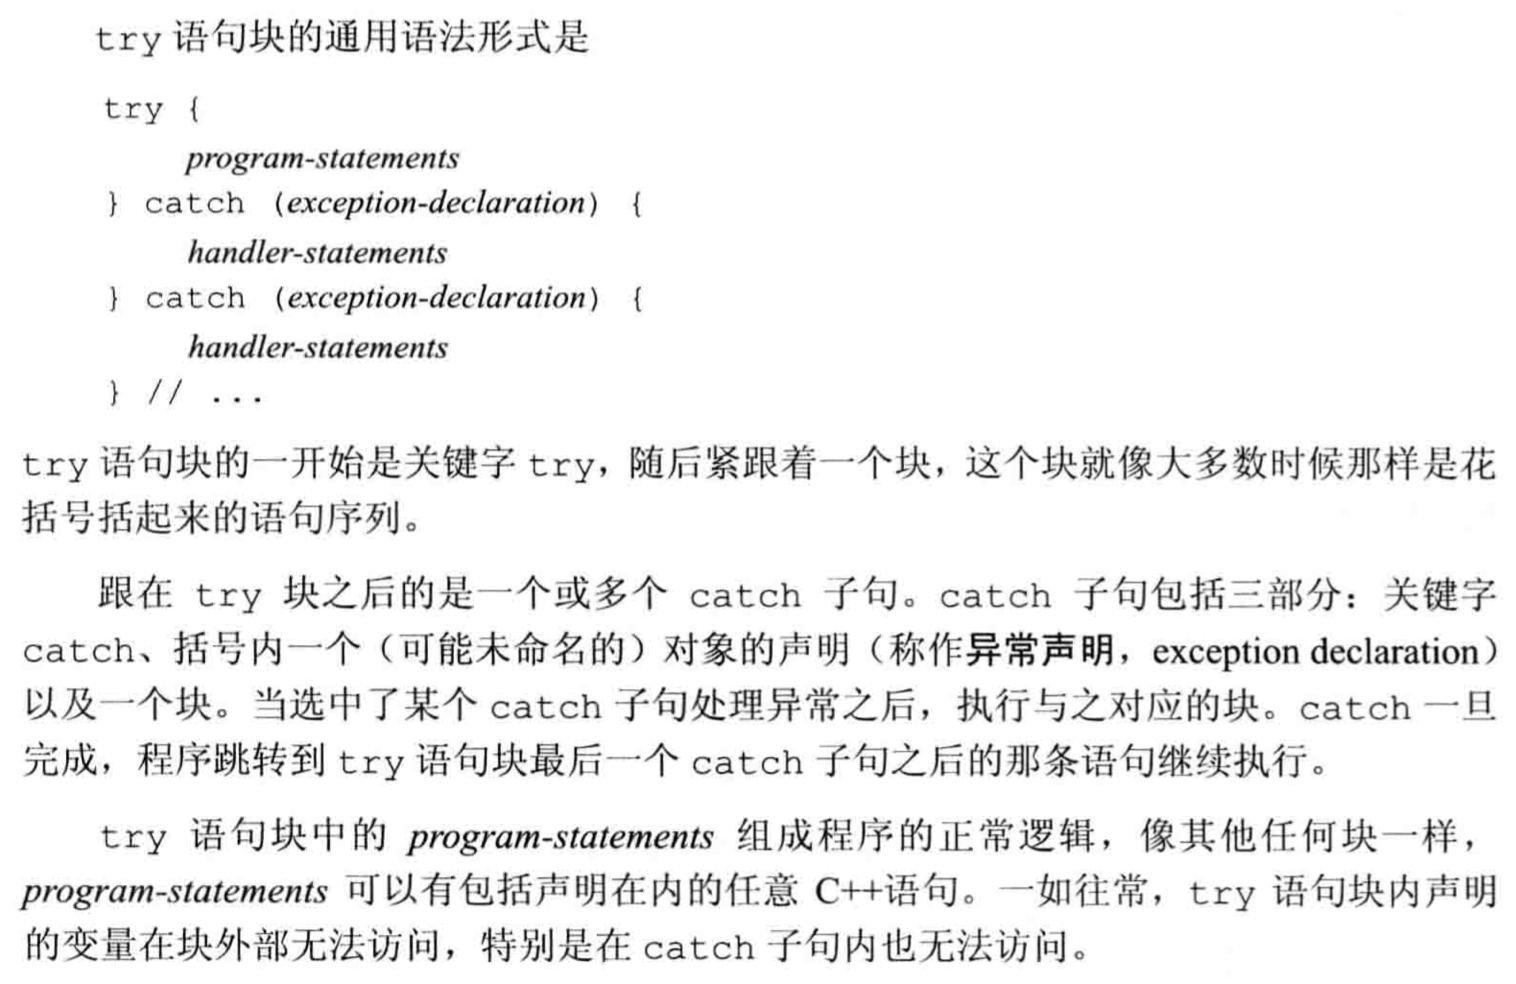 try 语句块的通用语法形式是
try {
program-statements
} catch (exception-declaration) {
handler-statements
} catch (exception-declaration) {
handler-statements
} // ...
try 语句块的一开始是关键字 try，随后紧跟着一个块，这个块就像大多数时候那样是花
括号括起来的语句序列。
跟在 try 块之后的是一个或多个 catch 子句。catch 子句包括三部分：关键字
catch、括号内一个（可能未命名的）对象的声明（称作异常声明，exception declaration）
以及一个块。当选中了某个 catch 子句处理异常之后，执行与之对应的块。catch 一旦
完成，程序跳转到 try 语句块最后一个 catch 子句之后的那条语句继续执行。
try 语句块中的 program-statements 组成程序的正常逻辑，像其他任何块一样，
program-statements 可以有包括声明在内的任意 C++语句。一如往常，try 语句块内声明
的变量在块外部无法访问，特别是在 catch 子句内也无法访问。